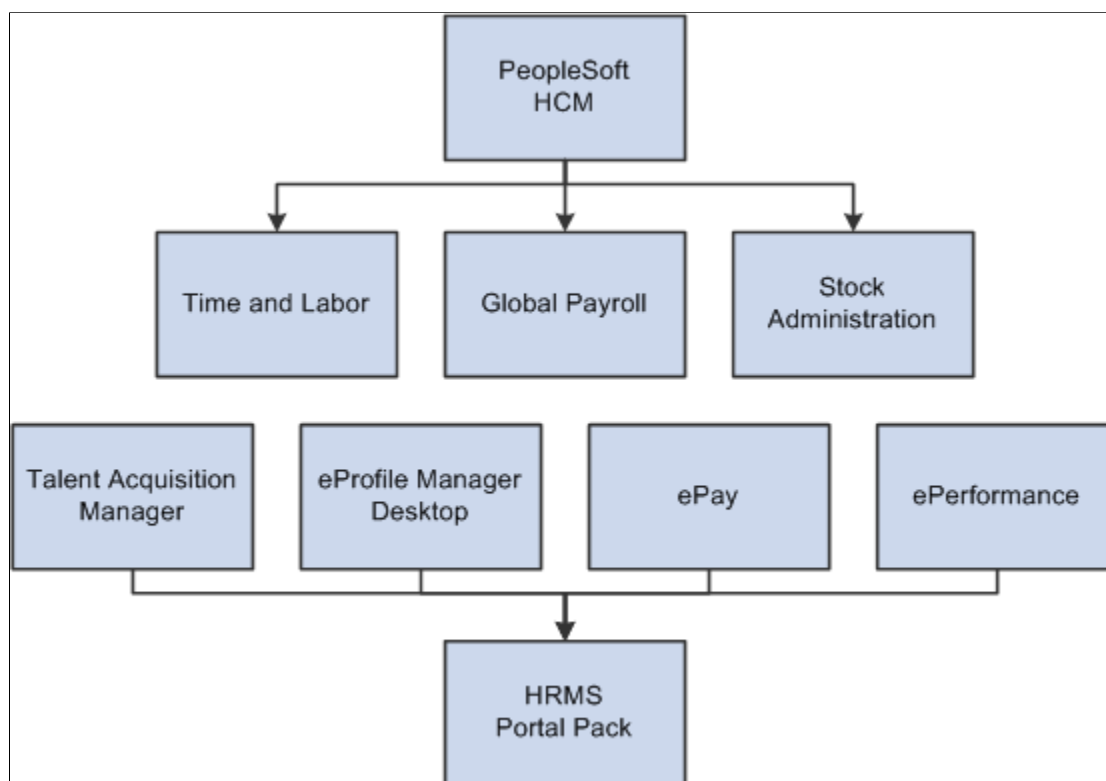 PeopleSoft
HCM
Time and Labor
Global Payroll
Stock
Administration
Talent Acquisition
Manager
eProfile Manager
Desktop
ePay
ePerformance
HRMS
Portal Pack